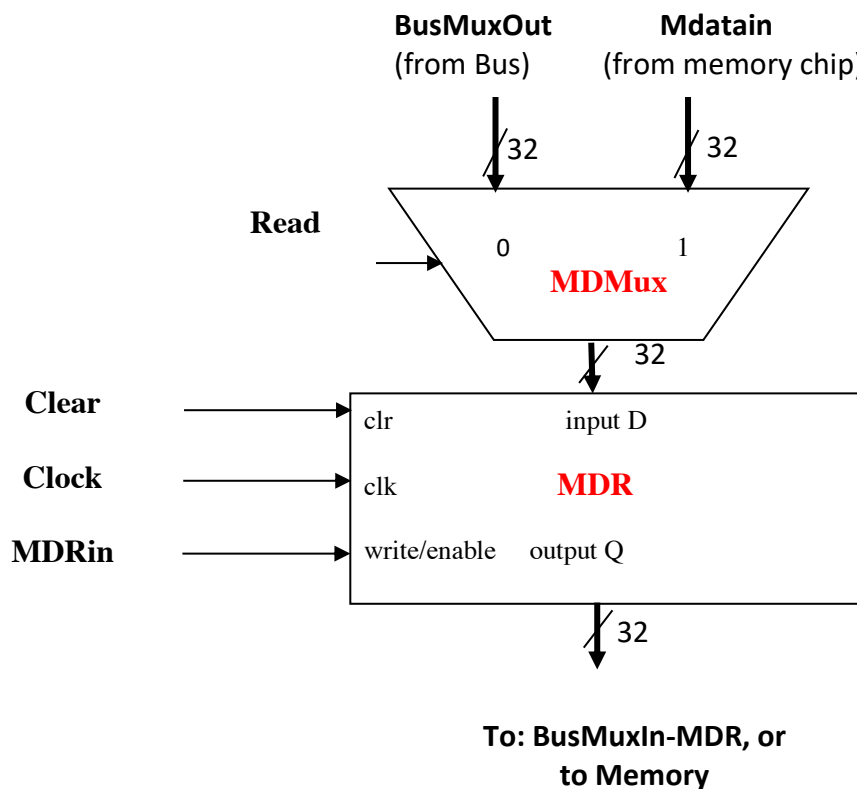 BusMuxOut
(from Bus)
Mdatain
(from memory chip)
32
32
Read
0
1
MDMux
32
Clear
clr
input D
Clock
clk
MDR
MDRin
write/enable
output Q
32
To: BusMuxIn-MDR, or
to Memory